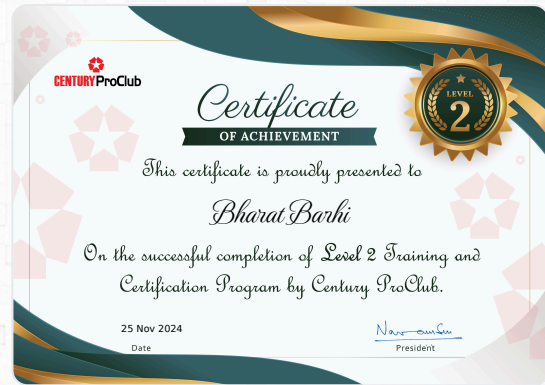 CENTURY ProClub
Certificate
OF ACHIEVEMENT
LEVEL
2
This certificate is proudly presented to
Bharat Barhi
On the successful completion of Level 2 Training and
Certification Program by Century ProClub.
25 Nov 2024
Date
President